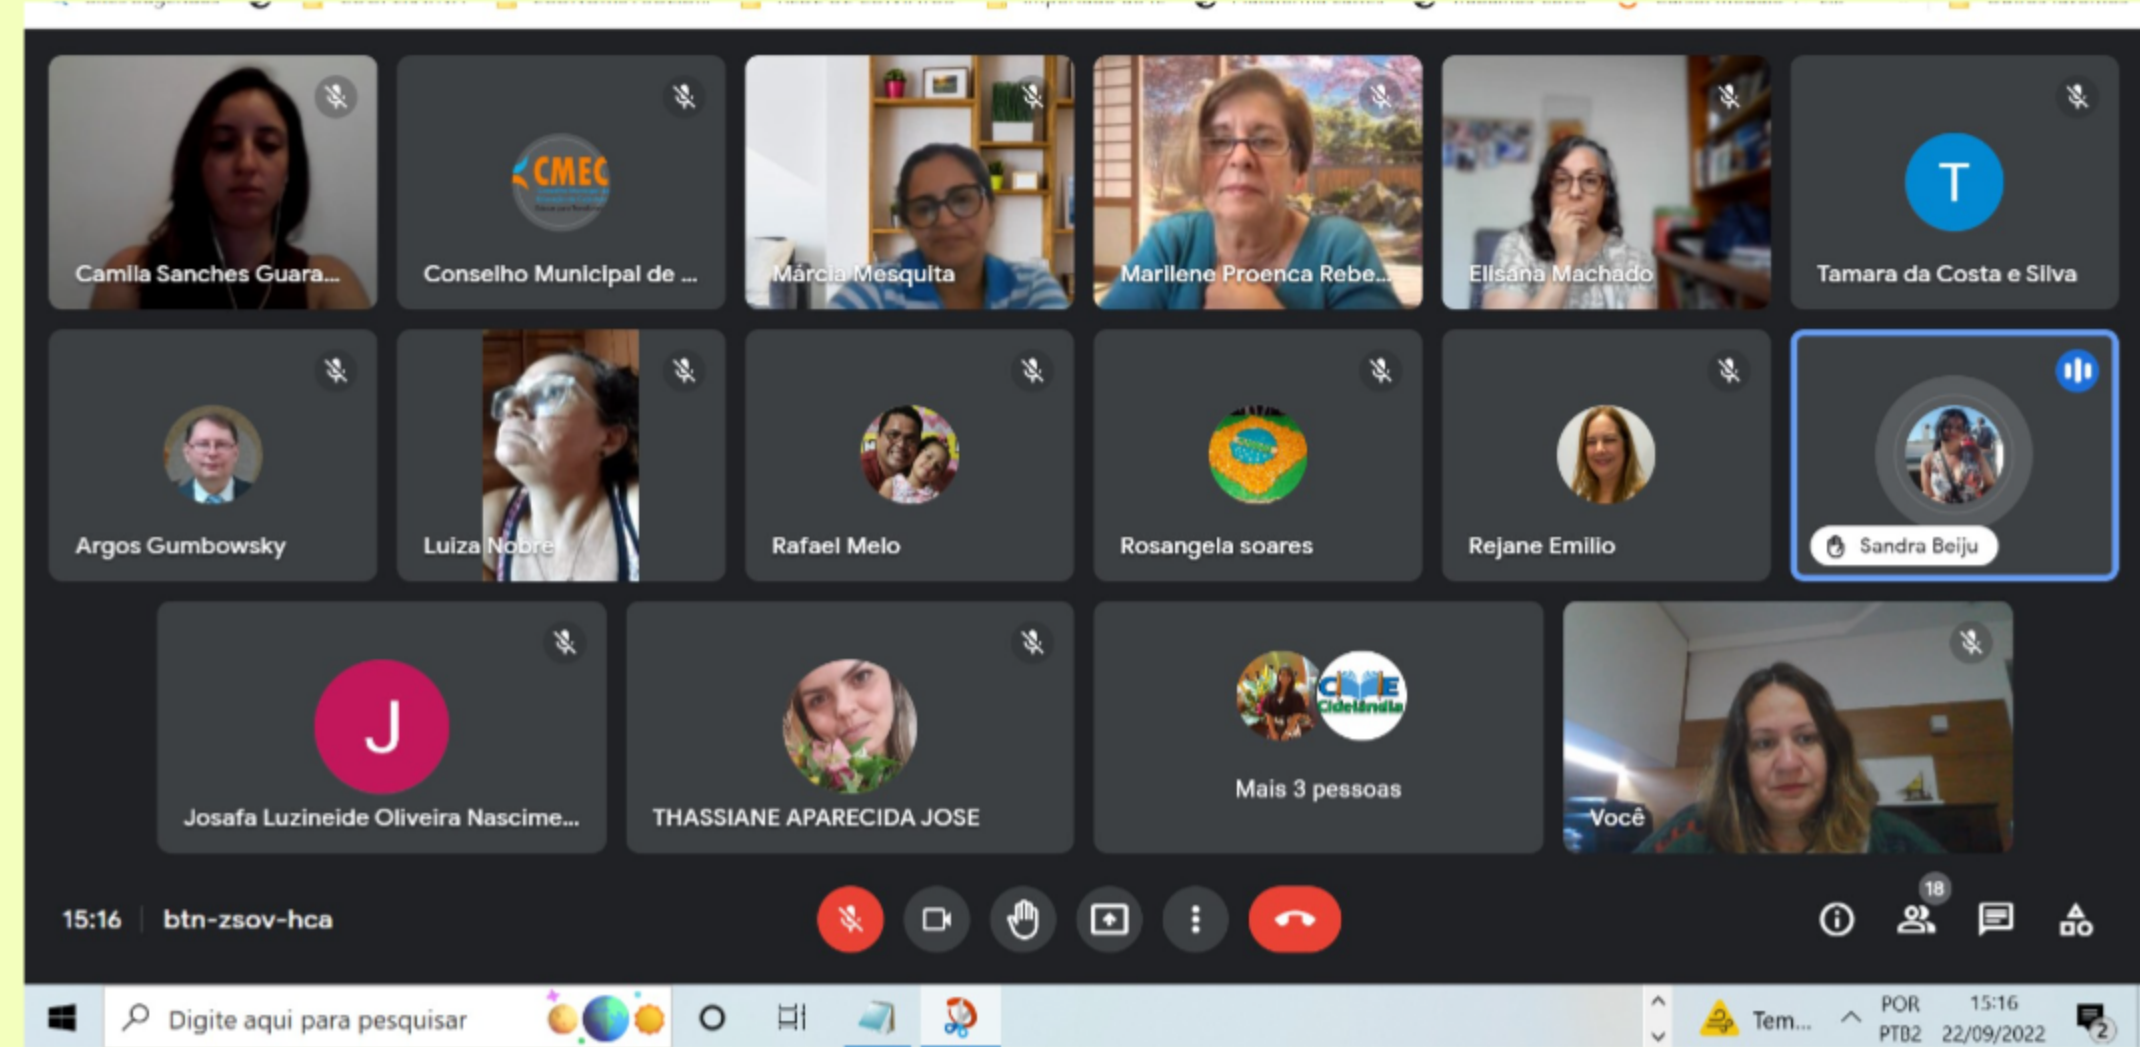 Camila Sanches Guara...
Conselho Municipal de ...
Márcia Mesquita
Marilene Proenca Rebe...
Elisana Machado
Tamara da Costa e Silva
CMEC
T
Argos Gumbowsky
Luiza Nobre
Rafael Melo
Rosangela soares
Rejane Emilio
Sandra Beiju
J
Cidelândia
Mais 3 pessoas
Josafa Luzineide Oliveira Nascime...
THASSIANE APARECIDA JOSE
Você
15:16
btn-zsov-hca
18
Digite aqui para pesquisar
Tem...
POR
PTB2
15:16
22/09/2022
2